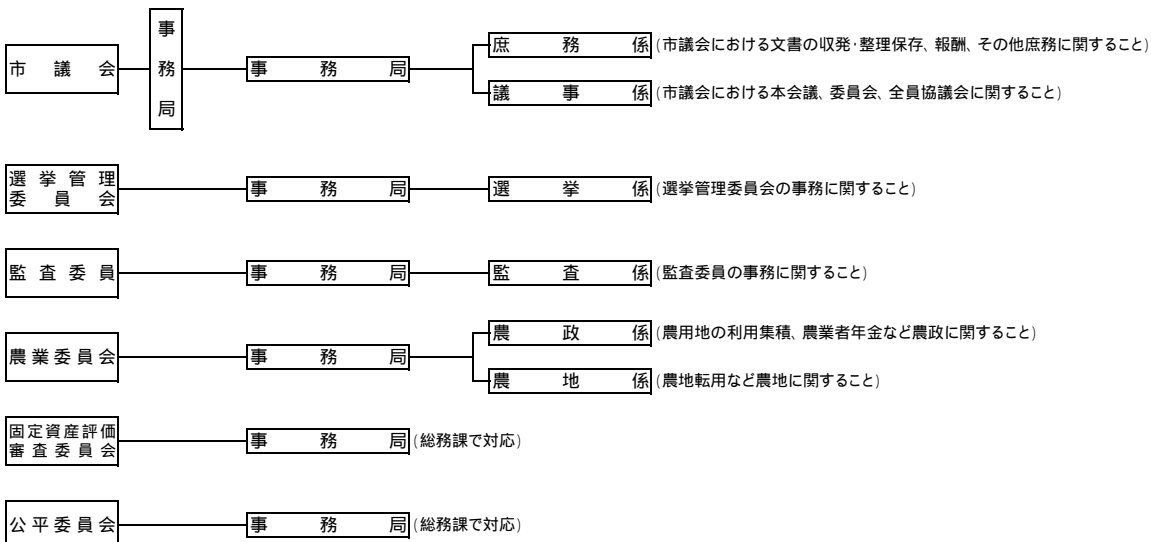 事務局
市議会 事務局 庶務係 (市議会における文書の収発・整理保存、報酬、その他庶務に関すること)
議事係 (市議会における本会議、委員会、全員協議会に関すること)
選挙管理
委員会 事務局 選挙係 (選挙管理委員会の事務に関すること)
監査委員 事務局 監査係 (監査委員の事務に関すること)
農業委員会 事務局 農政係 (農用地の利用集積、農業者年金など農政に関すること)
農地係 (農地転用など農地に関すること)
固定資産評価
審査委員会 事務局 (総務課で対応)
公平委員会 事務局 (総務課で対応)